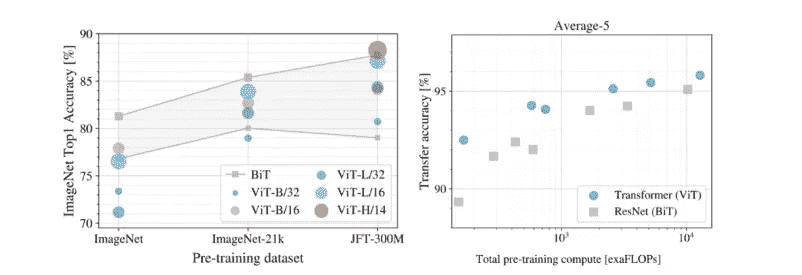 90
85
80
75
70
ImageNet Top1 Accuracy [%]
BiT
ViT-B/32
ViT-B/16
ViT-L/32
ViT-L/16
ViT-H/14
ImageNet
ImageNet-21k
JFT-300M
Pre-training dataset
Average-5
95
90
Transfer accuracy [%]
Transformer (ViT)
ResNet (BiT)
10³
10⁴
Total pre-training compute [exaFLOPs]